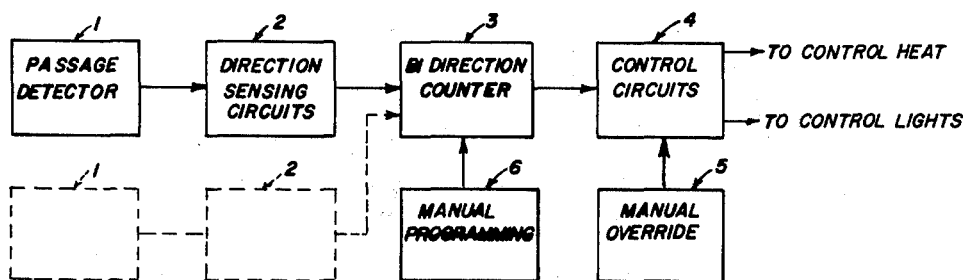 1
2
3
4
PASSAGE
DETECTOR
DIRECTION
SENSING
CIRCUITS
BI DIRECTION
COUNTER
CONTROL
CIRCUITS
TO CONTROL HEAT
TO CONTROL LIGHTS
1
2
6
5
MANUAL
PROGRAMMING
MANUAL
OVERRIDE